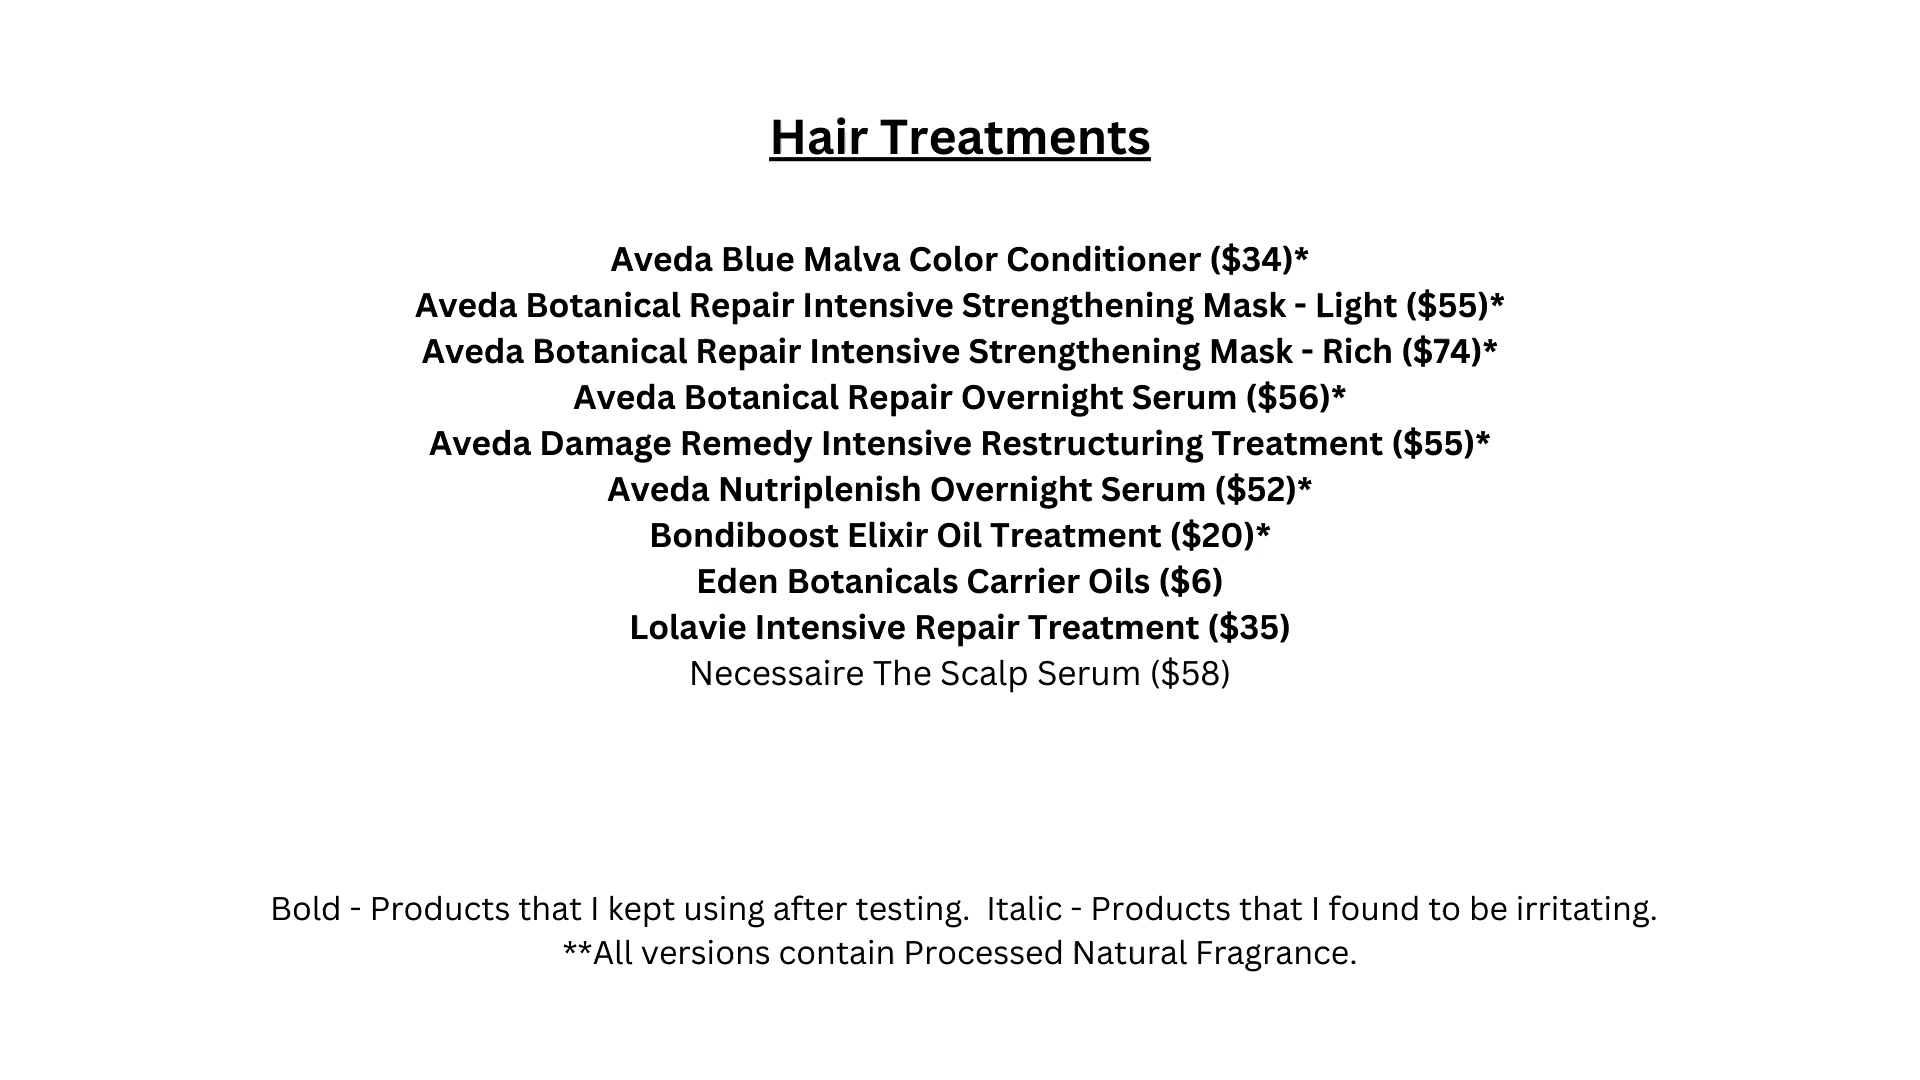 Hair Treatments
Aveda Blue Malva Color Conditioner ($34)*
Aveda Botanical Repair Intensive Strengthening Mask - Light ($55)*
Aveda Botanical Repair Intensive Strengthening Mask - Rich ($74)*
Aveda Botanical Repair Overnight Serum ($56)*
Aveda Damage Remedy Intensive Restructuring Treatment ($55)*
Aveda Nutriplenish Overnight Serum ($52)*
Bondiboost Elixir Oil Treatment ($20)*
Eden Botanicals Carrier Oils ($6)
Lolavie Intensive Repair Treatment ($35)
Necessaire The Scalp Serum ($58)
Bold - Products that I kept using after testing.  Italic - Products that I found to be irritating.
**All versions contain Processed Natural Fragrance.